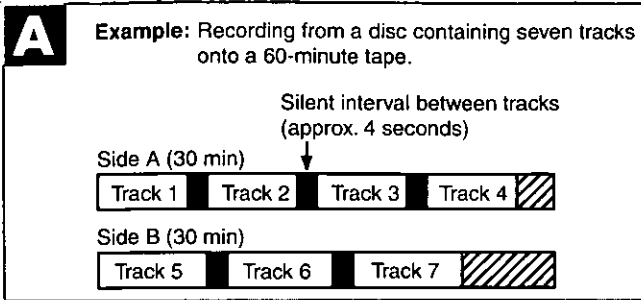 A
Example: Recording from a disc containing seven tracks
onto a 60-minute tape.
Silent interval between tracks
(approx. 4 seconds)
Side A (30 min)
Track 1 Track 2 Track 3 Track 4
Side B (30 min)
Track 5 Track 6 Track 7